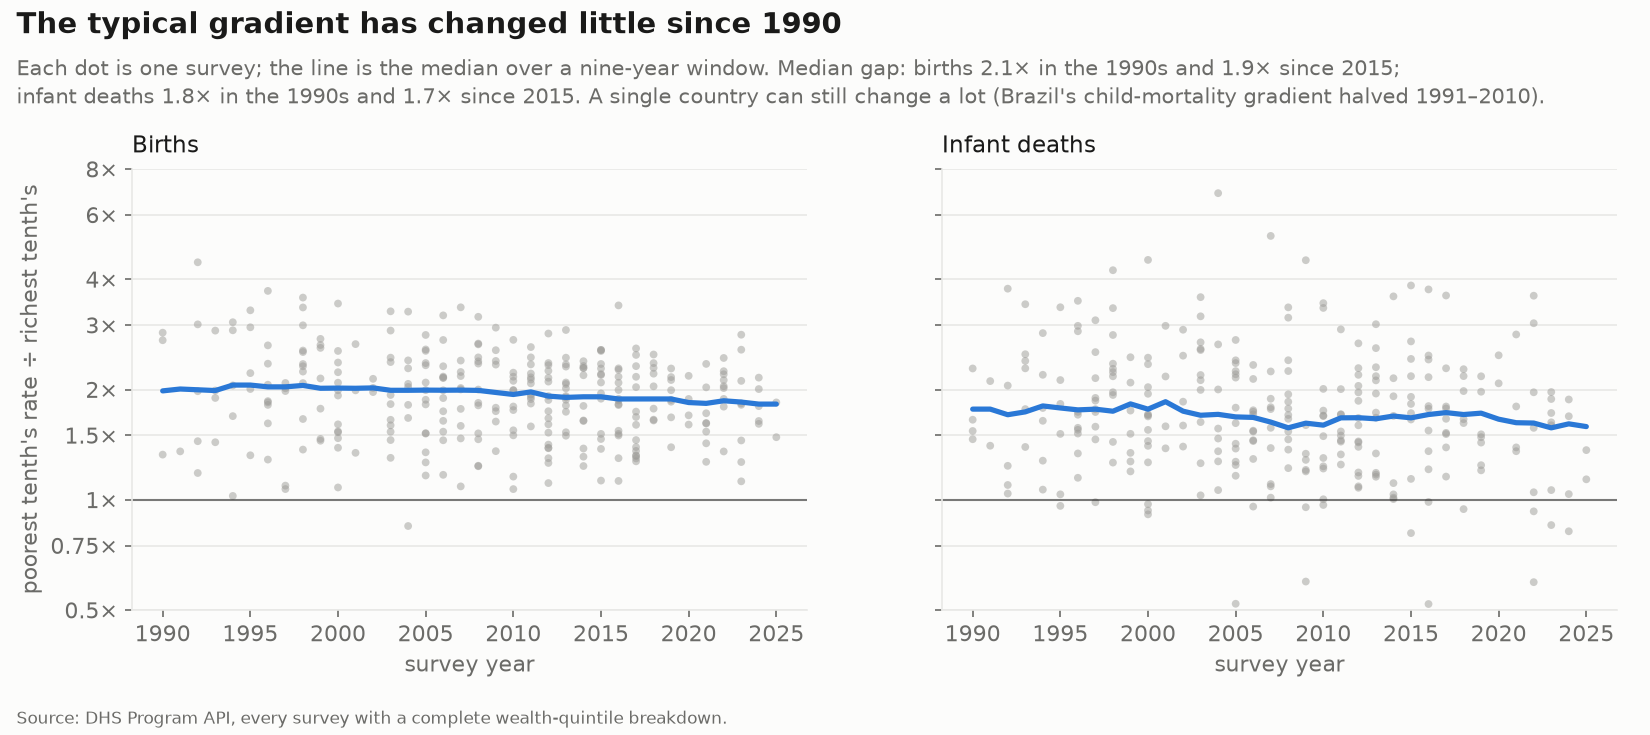 The typical gradient has changed little since 1990
Each dot is one survey; the line is the median over a nine-year window. Median gap: births 2.1× in the 1990s and 1.9× since 2015;
infant deaths 1.8× in the 1990s and 1.7× since 2015. A single country can still change a lot (Brazil's child-mortality gradient halved 1991–2010).
Births
poorest tenth's rate ÷ richest tenth's
8×
6×
4×
3×
2×
1.5×
1×
0.75×
0.5×
1990 1995 2000 2005 2010 2015 2020 2025
survey year
Infant deaths
1990 1995 2000 2005 2010 2015 2020 2025
survey year
Source: DHS Program API, every survey with a complete wealth-quintile breakdown.